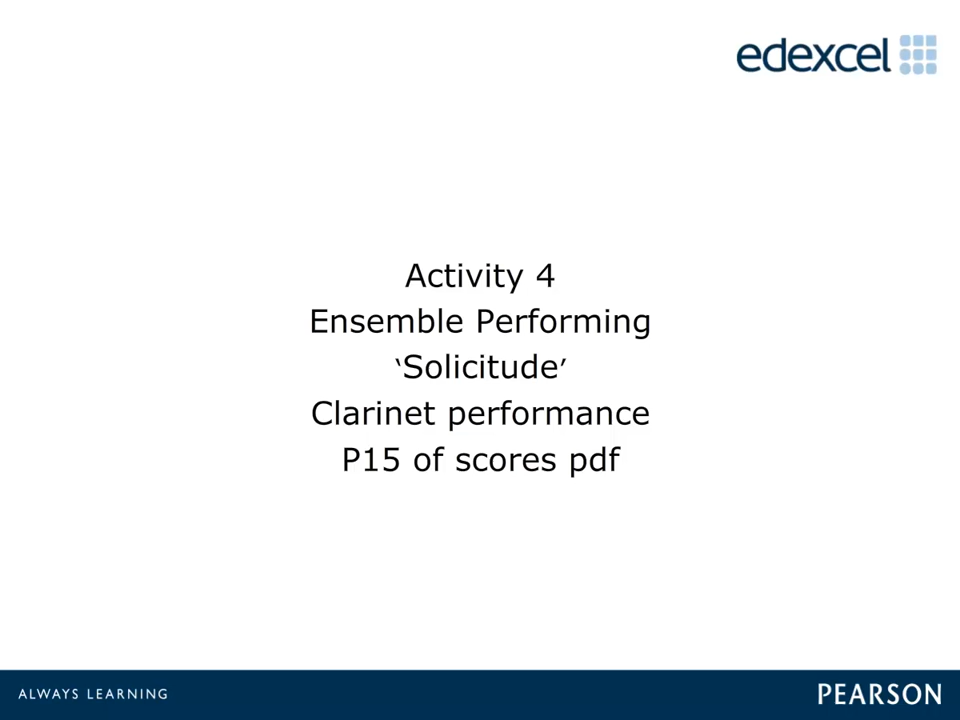 edexcel
Activity 4
Ensemble Performing
‘Solicitude’
Clarinet performance
P15 of scores pdf
ALWAYS LEARNING
PEARSON